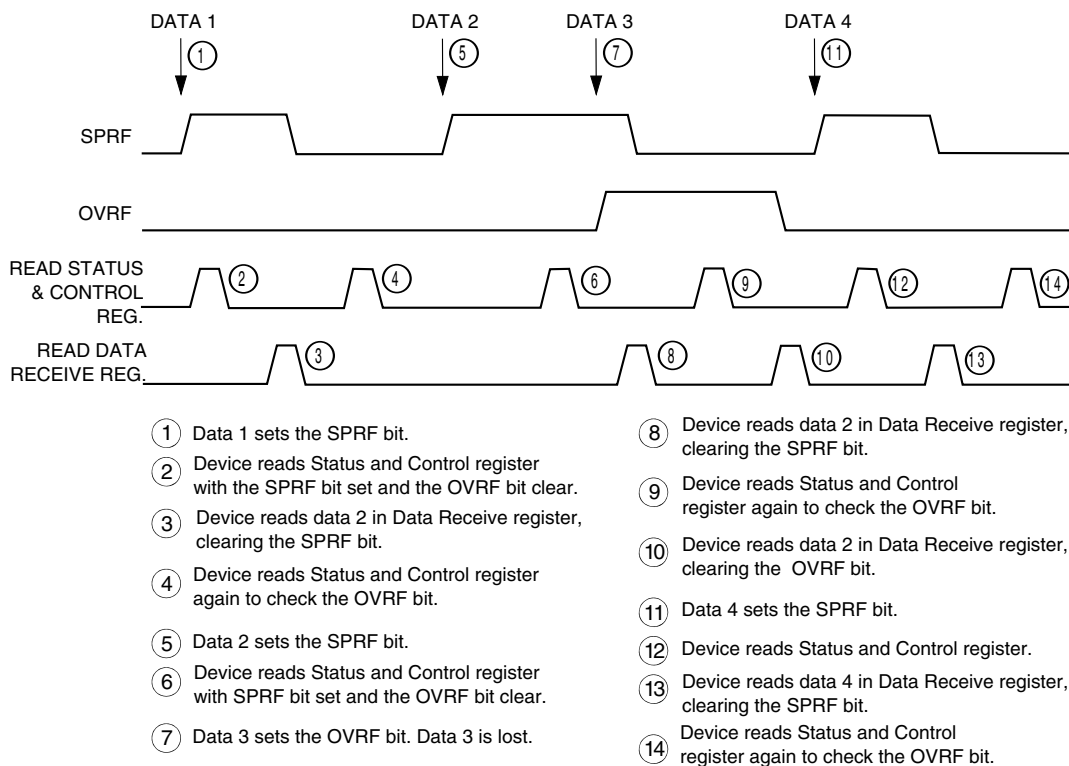 DATA 1
DATA 2
DATA 3
DATA 4
1
5
7
11
SPRF
OVRF
READ STATUS
& CONTROL
REG.
2
4
6
9
12
14
READ DATA
RECEIVE REG.
3
8
10
13
1 Data 1 sets the SPRF bit.
2 Device reads Status and Control register
with the SPRF bit set and the OVRF bit clear.
3 Device reads data 2 in Data Receive register,
clearing the SPRF bit.
4 Device reads Status and Control register
again to check the OVRF bit.
5 Data 2 sets the SPRF bit.
6 Device reads Status and Control register
with SPRF bit set and the OVRF bit clear.
7 Data 3 sets the OVRF bit. Data 3 is lost.
8 Device reads data 2 in Data Receive register,
clearing the SPRF bit.
9 Device reads Status and Control
register again to check the OVRF bit.
10 Device reads data 2 in Data Receive register,
clearing the OVRF bit.
11 Data 4 sets the SPRF bit.
12 Device reads Status and Control register.
13 Device reads data 4 in Data Receive register,
clearing the SPRF bit.
14 Device reads Status and Control
register again to check the OVRF bit.